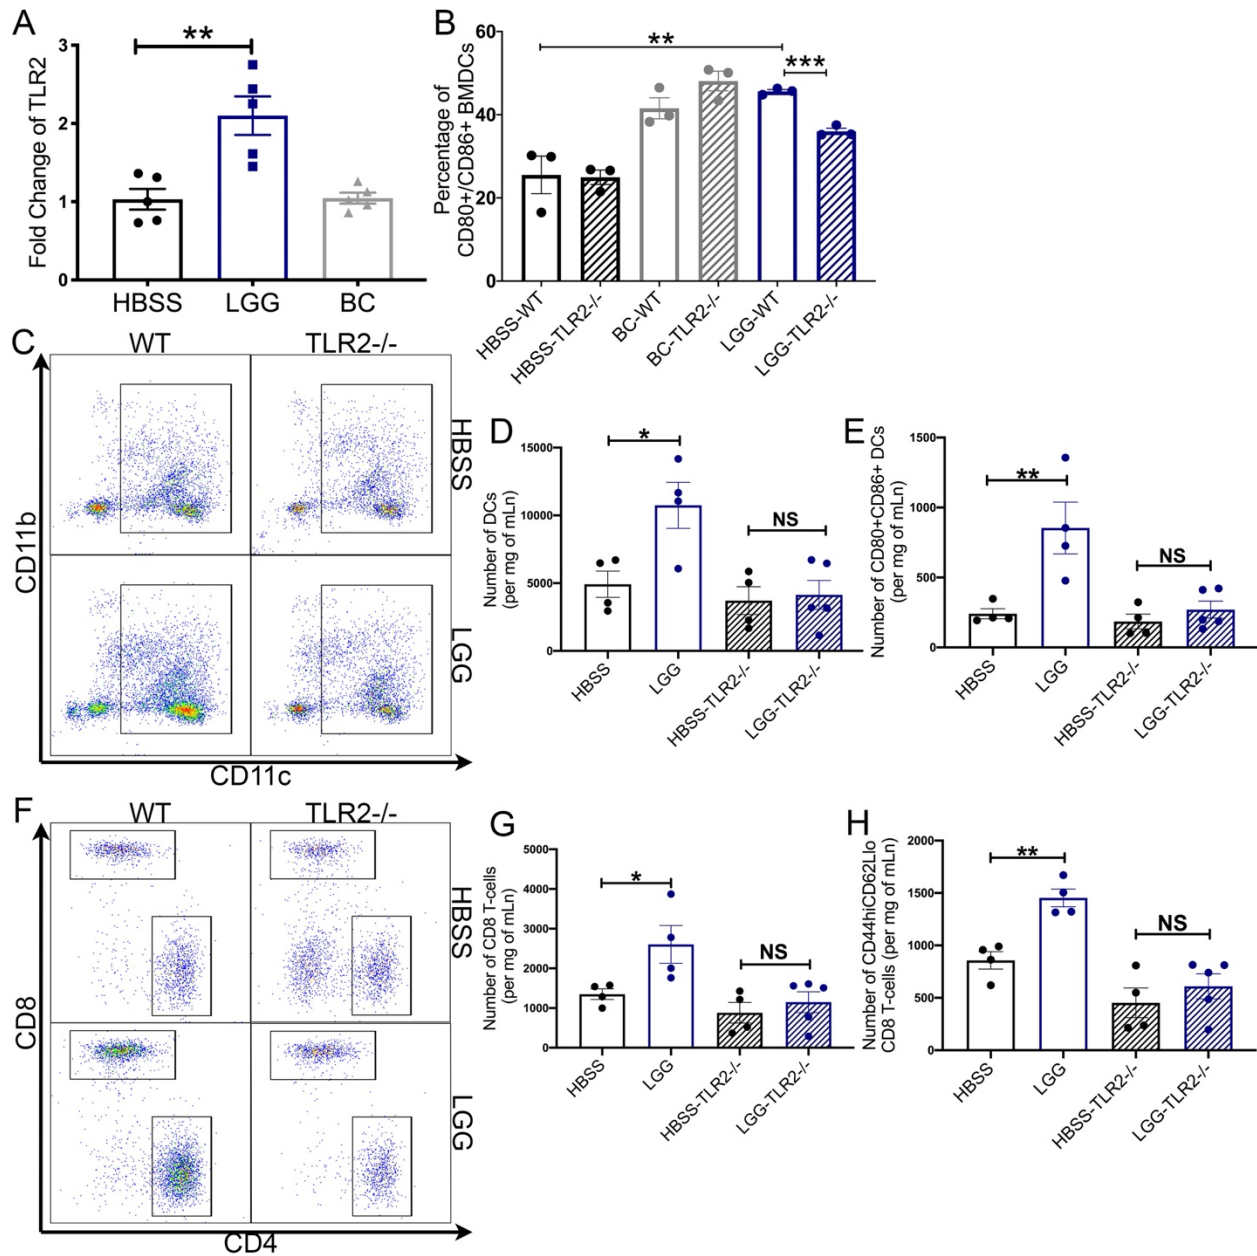 A
Fold Change of TLR2
3
2
1
0
**
HBSS
LGG
BC
B
Percentage of
CD80+/CD86+ BMDCs
60
40
20
0
**
***
HBSS-WT
HBSS-TLR2-/-
BC-WT
BC-TLR2-/-
LGG-WT
LGG-TLR2-/-
C
WT
TLR2-/-
HBSS
LGG
CD11b
CD11c
D
Number of DCs
(per mg of mLn)
15000
10000
5000
0
*
NS
HBSS
LGG
HBSS-TLR2-/-
LGG-TLR2-/-
E
Number of CD80+CD86+ DCs
(per mg of mLn)
1500
1000
500
0
**
NS
HBSS
LGG
HBSS-TLR2-/-
LGG-TLR2-/-
F
WT
TLR2-/-
HBSS
LGG
CD8
CD4
G
Number of CD8 T-cells
(per mg of mLn)
5000
4000
3000
2000
1000
0
*
NS
HBSS
LGG
HBSS-TLR2-/-
LGG-TLR2-/-
H
Number of CD44hiCD62Llo
CD8 T-cells (per mg of mLn)
2000
1500
1000
500
0
**
NS
HBSS
LGG
HBSS-TLR2-/-
LGG-TLR2-/-